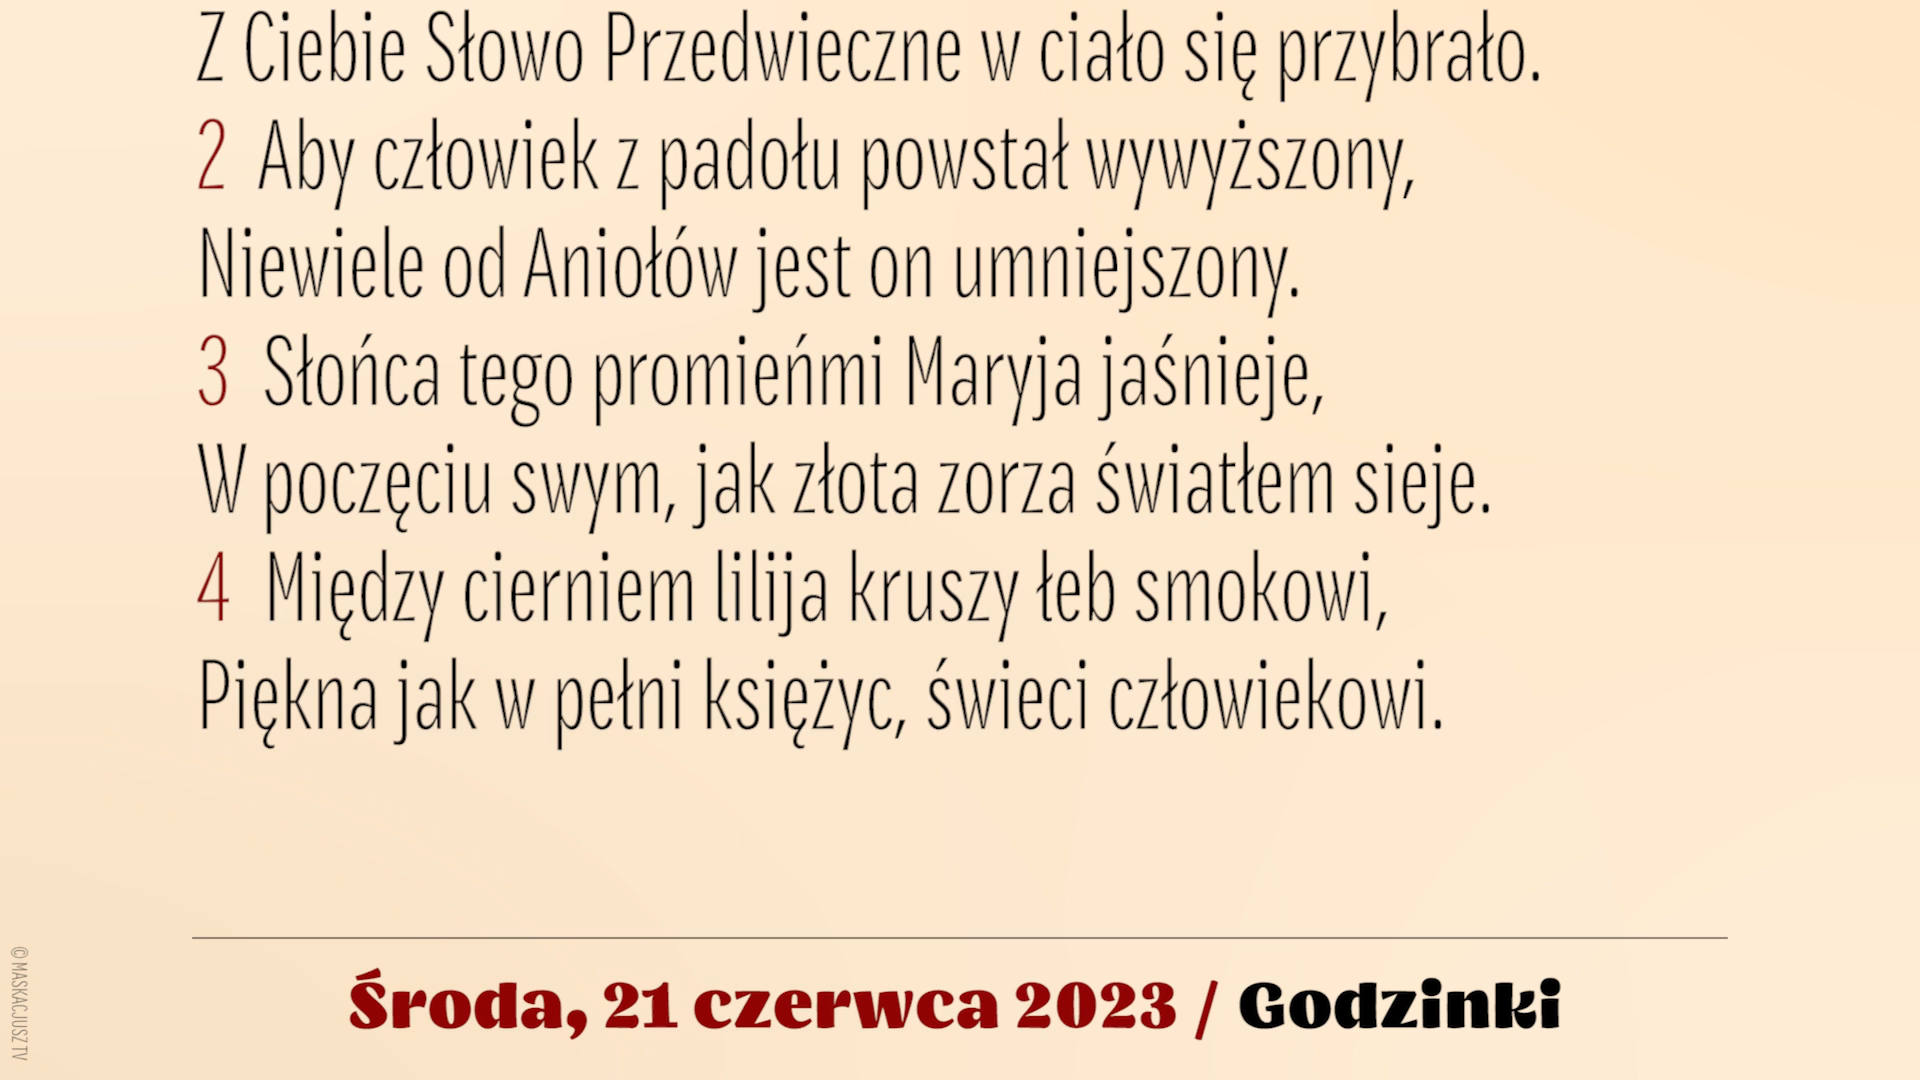 Z Ciebie Słowo Przedwieczne w ciało się przybrało.
2 Aby człowiek z padołu powstał wywyższony,
Niewiele od Aniołów jest on umniejszony.
3 Słońca tego promieńmi Maryja jaśnieje,
W poczęciu swym, jak złota zorza światłem sieje.
4 Między cierniem lilija kruszy łeb smokowi,
Piękna jak w pełni księżyc, świeci człowiekowi.
Środa, 21 czerwca 2023 / Godzinki
© MASKACJUSZ TV